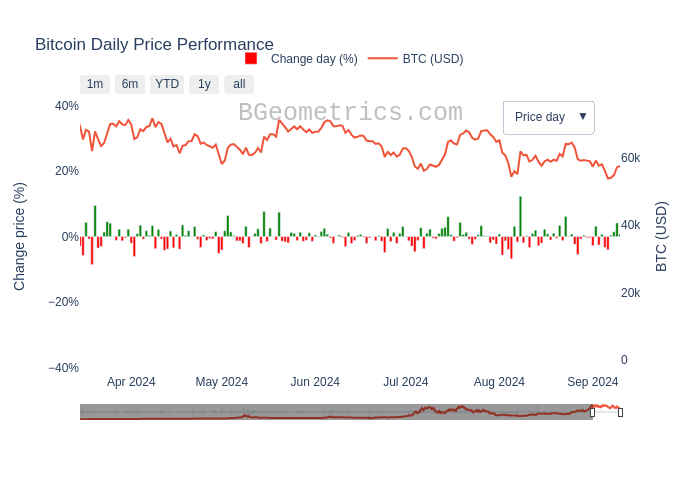 Bitcoin Daily Price Performance
Change day (%)
BTC (USD)
1m
6m
YTD
1y
all
BGeometrics.com
Price day ▼
40%
20%
0%
−20%
−40%
Change price (%)
60k
40k
20k
0
BTC (USD)
Apr 2024
May 2024
Jun 2024
Jul 2024
Aug 2024
Sep 2024